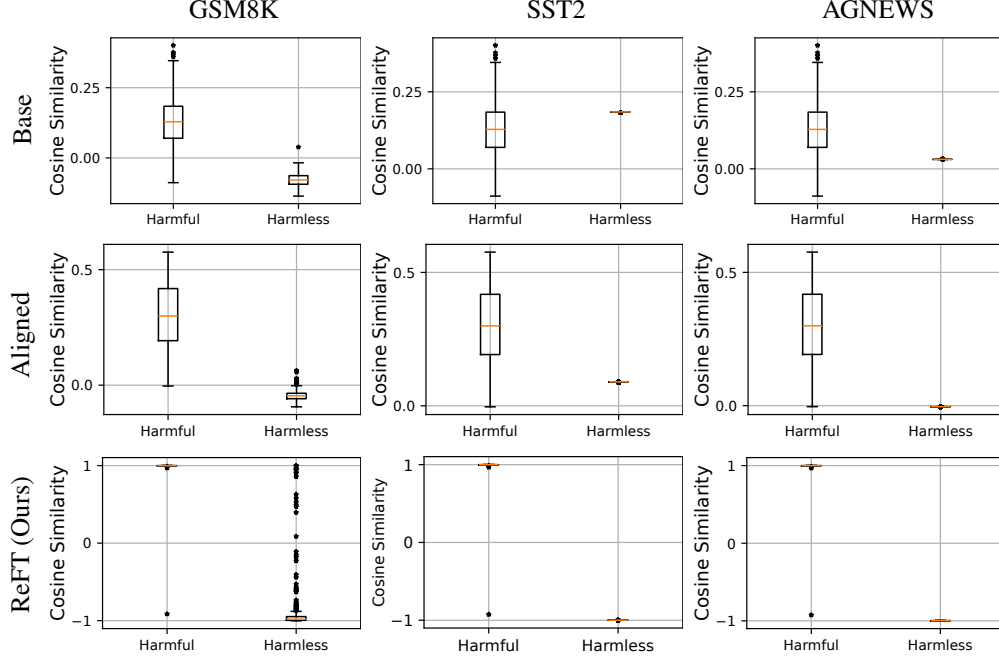 GSM8K SST2 AGNEWS
Base
Cosine Similarity
0.25
0.00
Harmful Harmless
Cosine Similarity
0.25
0.00
Harmful Harmless
Cosine Similarity
0.25
0.00
Harmful Harmless
Aligned
Cosine Similarity
0.5
0.0
Harmful Harmless
Cosine Similarity
0.5
0.0
Harmful Harmless
Cosine Similarity
0.5
0.0
Harmful Harmless
ReFT (Ours)
Cosine Similarity
1
0
−1
Harmful Harmless
Cosine Similarity
1
0
−1
Harmful Harmless
Cosine Similarity
1
0
−1
Harmful Harmless